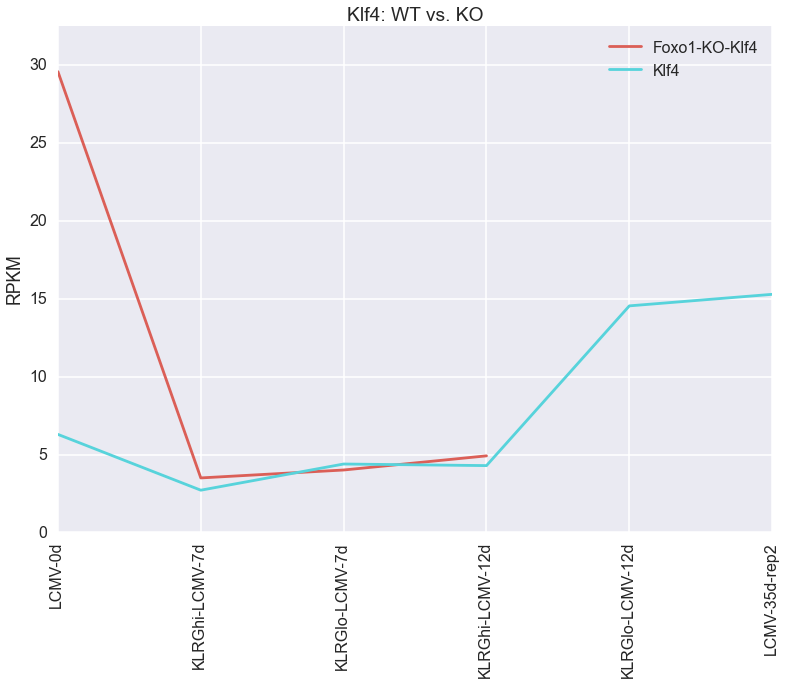 Klf4: WT vs. KO
Foxo1-KO-Klf4
Klf4
RPKM
30
25
20
15
10
5
0
LCMV-0d
KLRGhi-LCMV-7d
KLRGlo-LCMV-7d
KLRGhi-LCMV-12d
KLRGlo-LCMV-12d
LCMV-35d-rep2